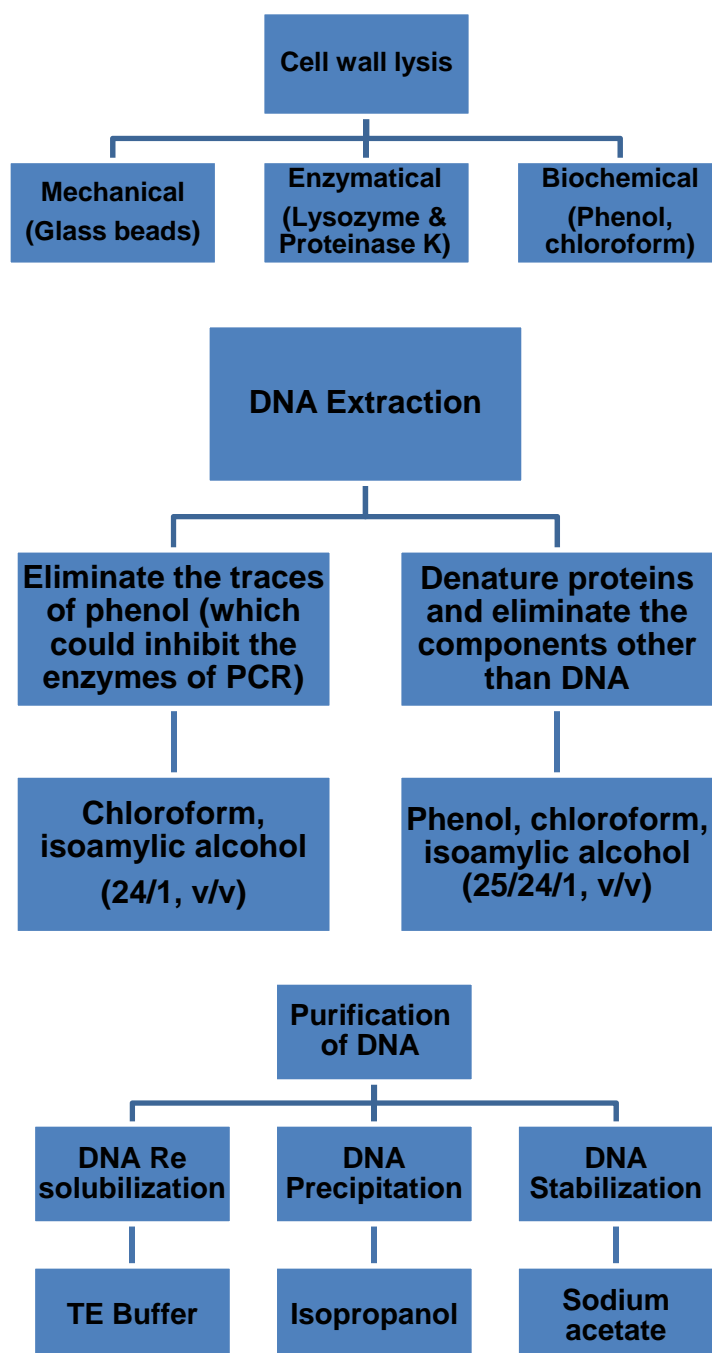 Cell wall lysis
Mechanical
(Glass beads)
Enzymatical
(Lysozyme &
Proteinase K)
Biochemical
(Phenol,
chloroform)
DNA Extraction
Eliminate the traces
of phenol (which
could inhibit the
enzymes of PCR)
Denature proteins
and eliminate the
components other
than DNA
Chloroform,
isoamylic alcohol
(24/1, v/v)
Phenol, chloroform,
isoamylic alcohol
(25/24/1, v/v)
Purification
of DNA
DNA Re
solubilization
DNA
Precipitation
DNA
Stabilization
TE Buffer
Isopropanol
Sodium
acetate